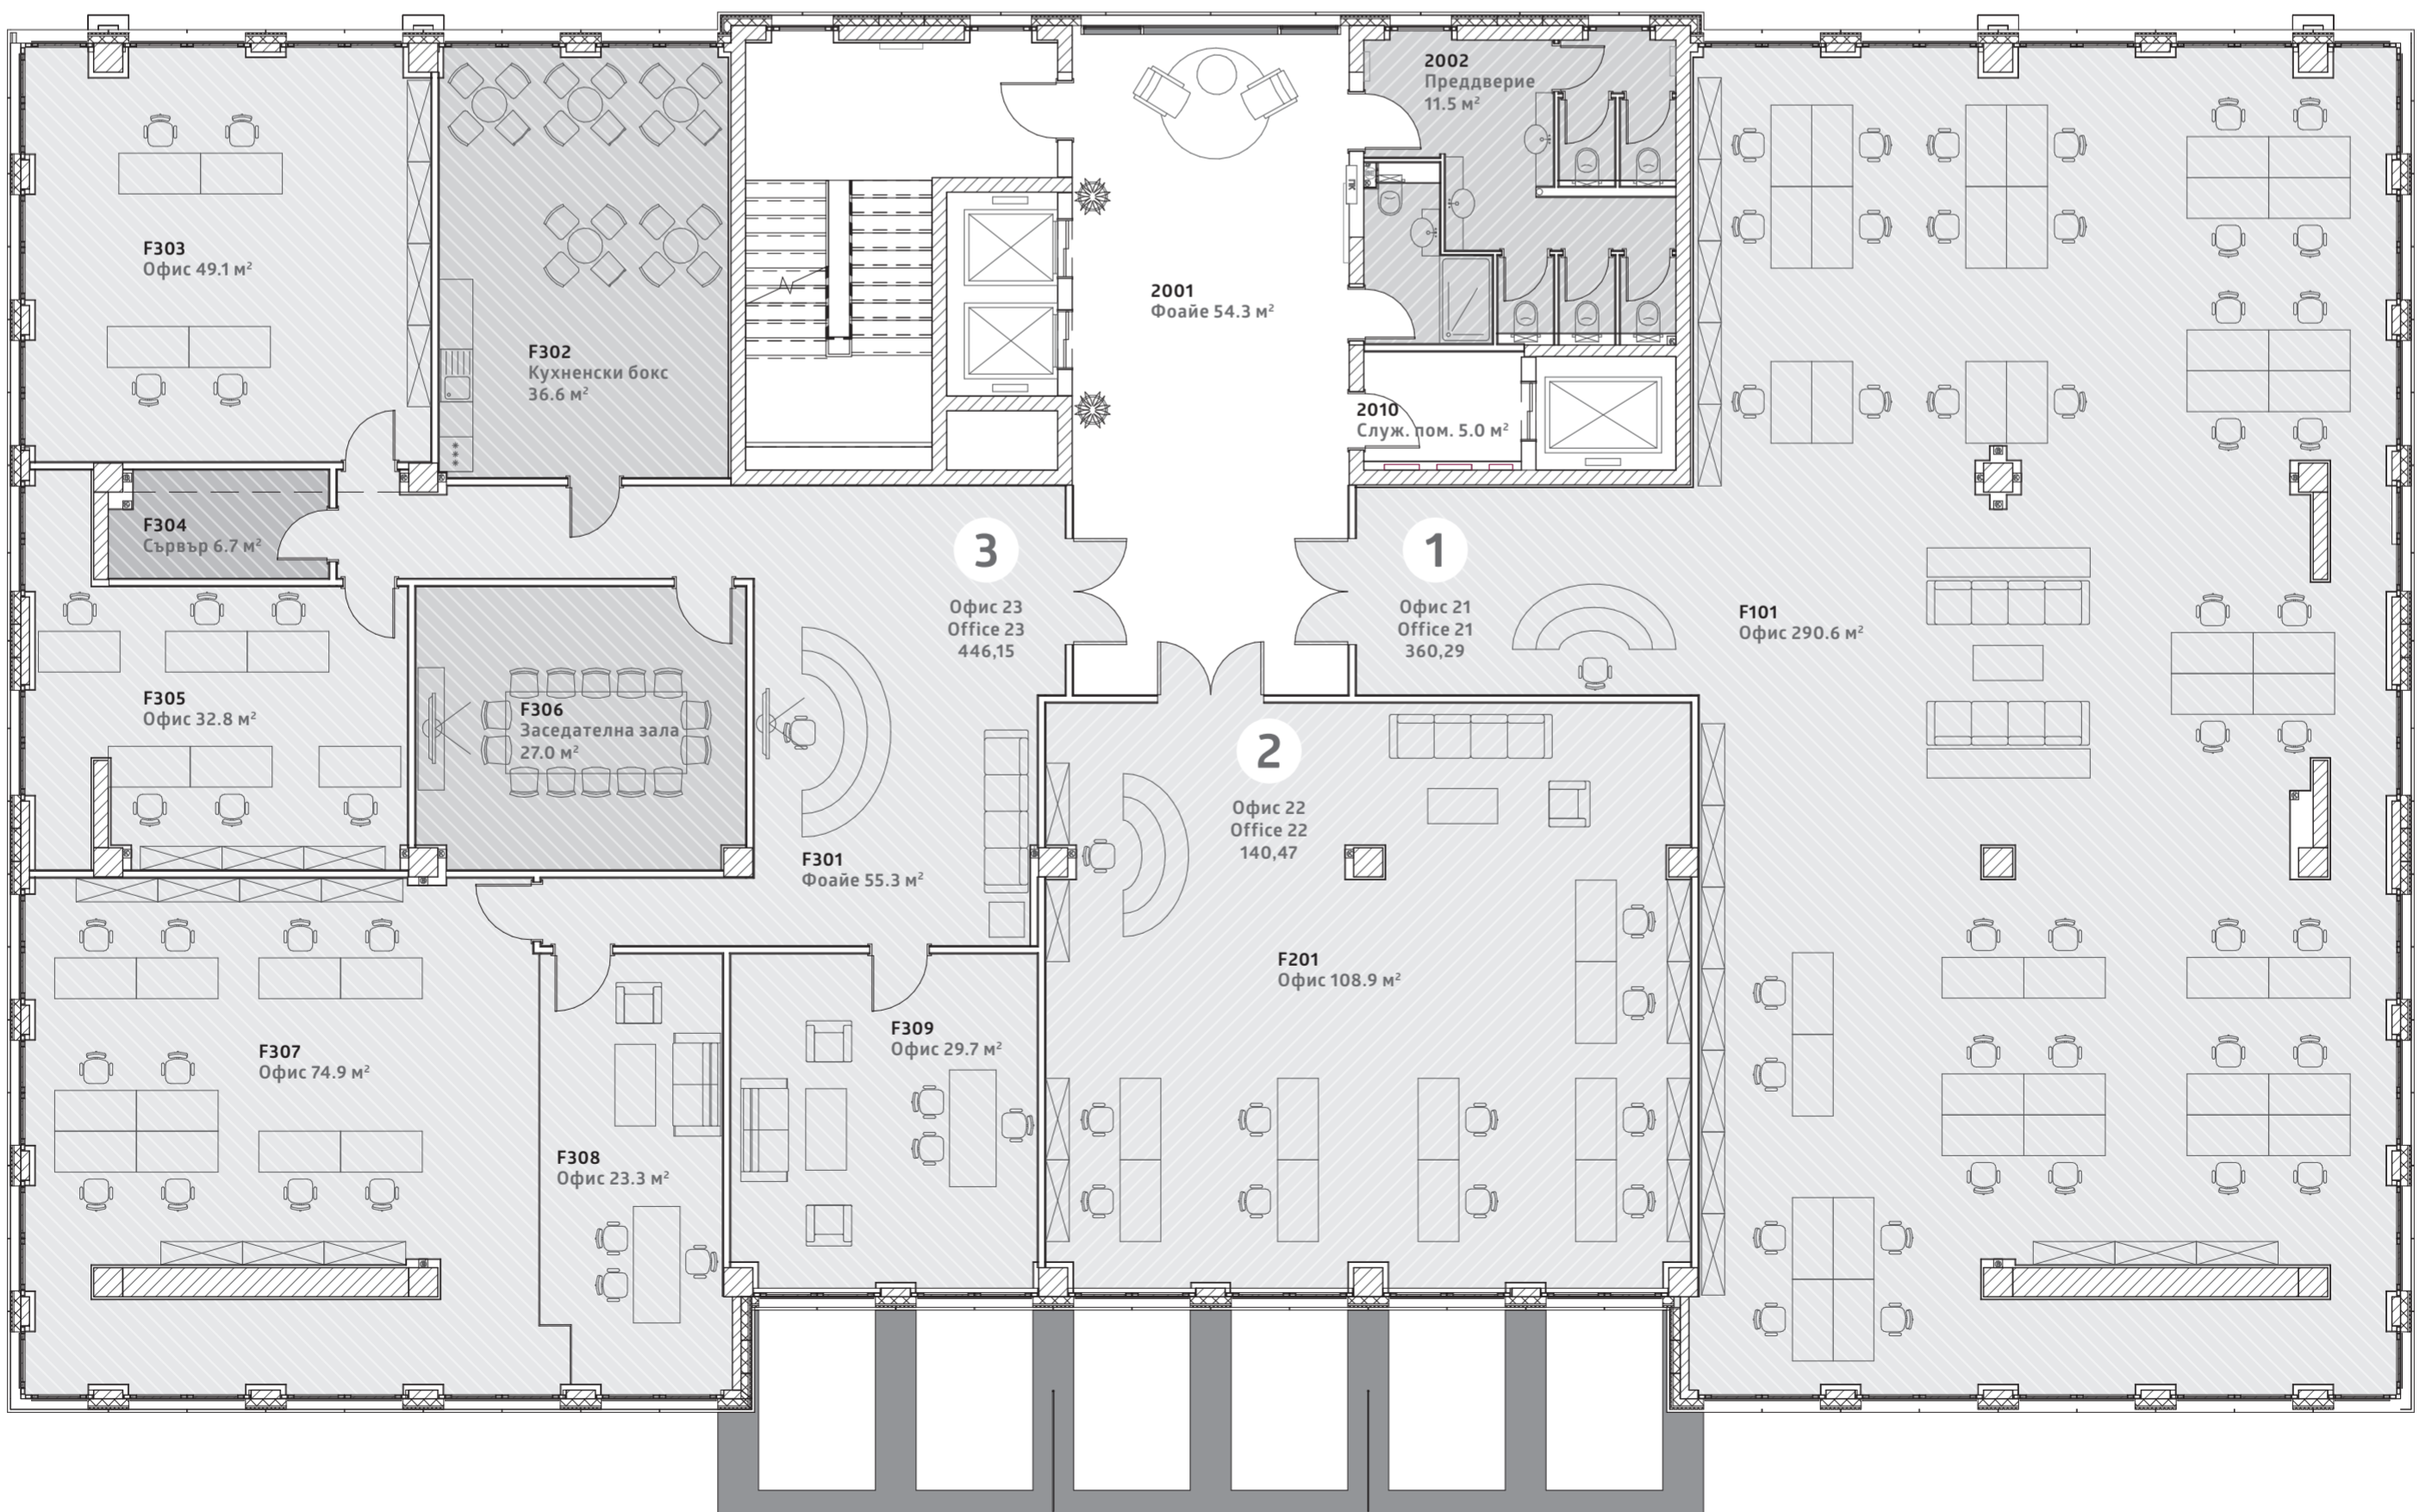 2002
Преддверие
11.5 м²
F303
Офис 49.1 м²
2001
Фоайе 54.3 м²
ПК
F302
Кухненски бокс
36.6 м²
2010
Служ. пом. 5.0 м²
F304
Сървър 6.7 м²
3
Офис 23
Office 23
446,15
1
Офис 21
Office 21
360,29
F101
Офис 290.6 м²
F305
Офис 32.8 м²
F306
Заседателна зала
27.0 м²
2
Офис 22
Office 22
140,47
F301
Фоайе 55.3 м²
F201
Офис 108.9 м²
F309
Офис 29.7 м²
F307
Офис 74.9 м²
F308
Офис 23.3 м²